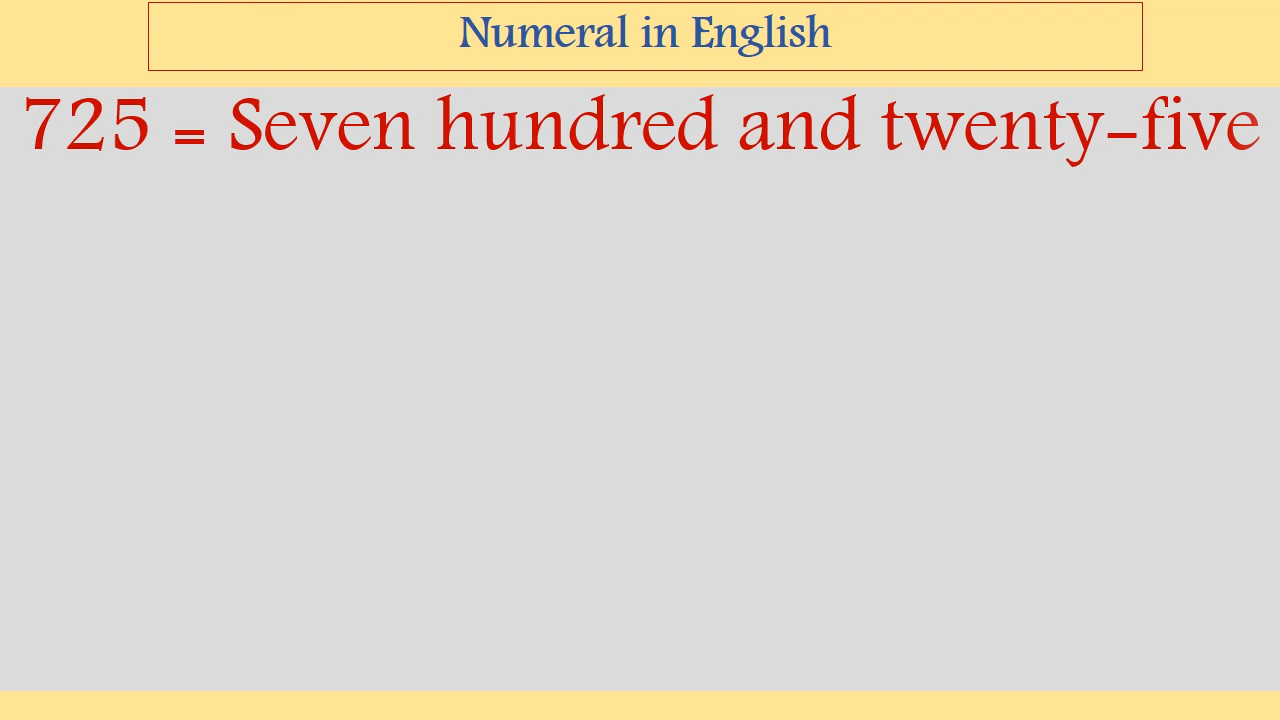 Numeral in English
725 = Seven hundred and twenty-five